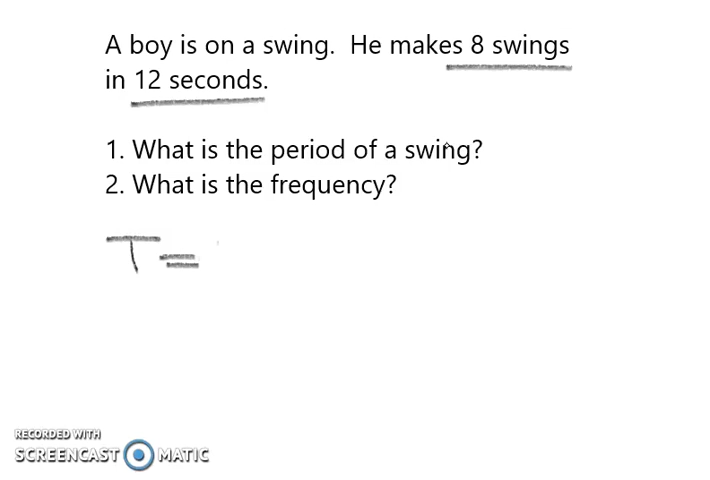 A boy is on a swing. He makes 8 swings
in 12 seconds.
1. What is the period of a swing?
2. What is the frequency?
T=
RECORDED WITH
SCREENCAST MATIC